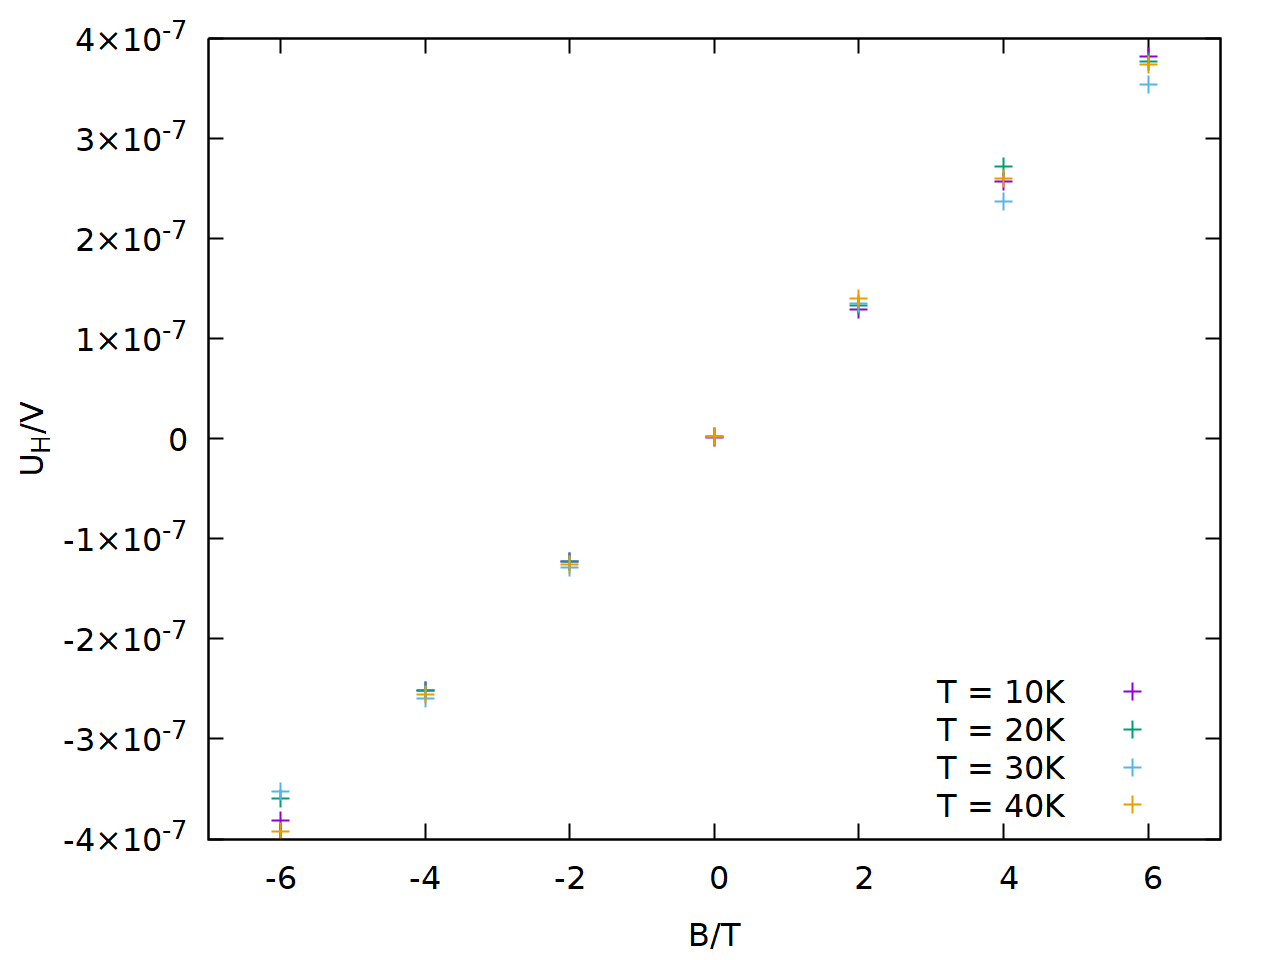 4×10⁻⁷
3×10⁻⁷
2×10⁻⁷
1×10⁻⁷
0
-1×10⁻⁷
-2×10⁻⁷
-3×10⁻⁷
-4×10⁻⁷
U_H/V
T = 10K
T = 20K
T = 30K
T = 40K
-6 -4 -2 0 2 4 6
B/T